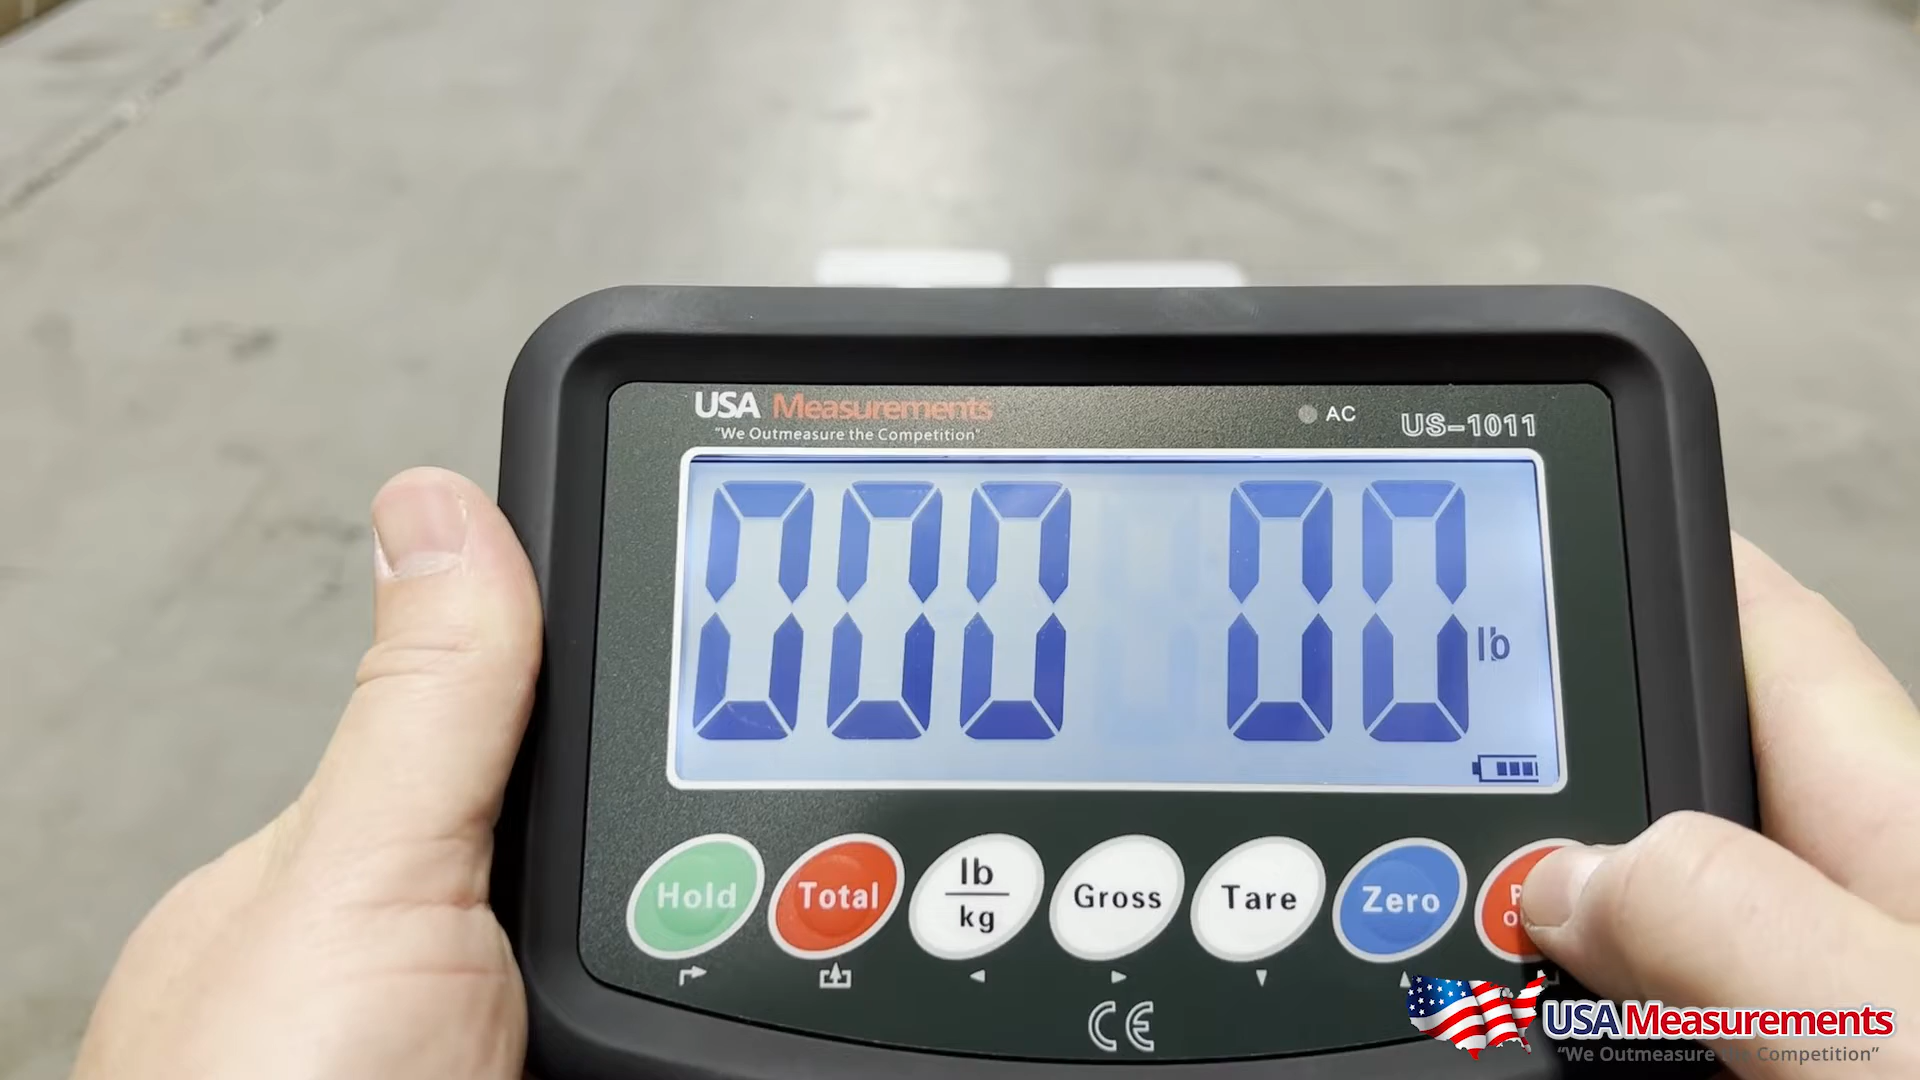 USA Measurements
"We Outmeasure the Competition"
AC
US-1011
000 00
lb
Hold
Total
lb
kg
Gross
Tare
Zero
CE
USA Measurements
"We Outmeasure the Competition"